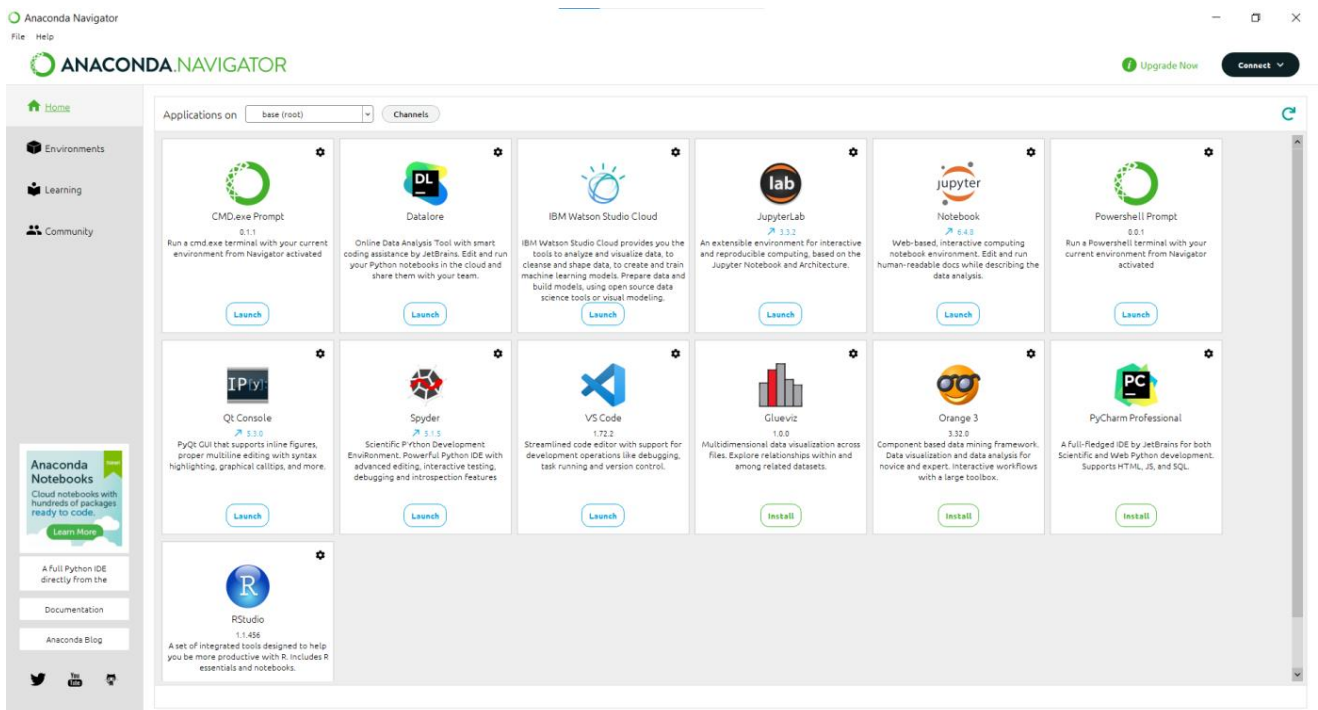 Anaconda Navigator
File Help
ANACONDA.NAVIGATOR
Upgrade Now
Connect
Home
Environments
Learning
Community
Applications on
base (root)
Channels
CMD.exe Prompt
0.1.1
Run a cmd.exe terminal with your current
environment from Navigator activated
Launch
DL
Datalore
Online Data Analysis Tool with smart
coding assistance by JetBrains. Edit and run
your Python notebooks in the cloud and
share them with your team.
Launch
IBM Watson Studio Cloud
IBM Watson Studio Cloud provides you the
tools to analyze and visualize data, to
cleanse and shape data, to create and train
machine learning models. Prepare data and
build models, using open source data
science tools or visual modeling.
Launch
lab
JupyterLab
3.3.2
An extensible environment for interactive
and reproducible computing, based on the
Jupyter Notebook and Architecture.
Launch
jupyter
Notebook
6.4.8
Web-based, interactive computing
notebook environment. Edit and run
human-readable docs while describing the
data analysis.
Launch
Powershell Prompt
0.0.1
Run a Powershell terminal with your
current environment from Navigator
activated
Launch
IP[y]:
Qt Console
5.3.0
PyQt GUI that supports inline figures,
proper multiline editing with syntax
highlighting, graphical calltips, and more.
Launch
Spyder
5.1.5
Scientific PYthon Development
EnviRonment. Powerful Python IDE with
advanced editing, interactive testing,
debugging and introspection features
Launch
VS Code
1.72.2
Streamlined code editor with support for
development operations like debugging,
task running and version control.
Launch
Glueviz
1.0.0
Multidimensional data visualization across
files. Explore relationships within and
among related datasets.
Install
Orange 3
3.32.0
Component based data mining framework.
Data visualization and data analysis for
novice and expert. Interactive workflows
with a large toolbox.
Install
PC
PyCharm Professional
A full-fledged IDE by JetBrains for both
Scientific and Web Python development.
Supports HTML, JS, and SQL.
Install
R
RStudio
1.1.456
A set of integrated tools designed to help
you be more productive with R. Includes R
essentials and notebooks.
Anaconda
Notebooks
Cloud notebooks with
hundreds of packages
ready to code.
Learn More
A full Python IDE
directly from the
Documentation
Anaconda Blog
You
Tube